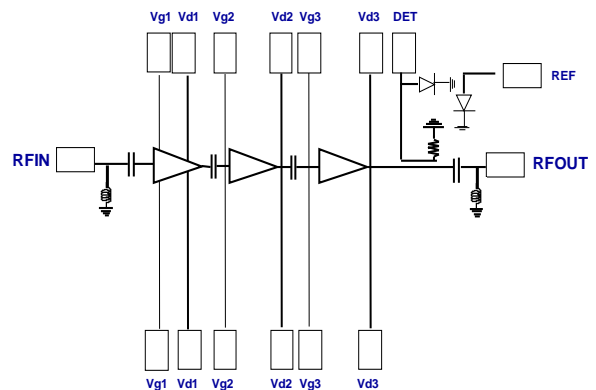 Vg1 Vd1 Vg2 Vd2 Vg3 Vd3 DET
REF
RFIN
RFOUT
Vg1 Vd1 Vg2 Vd2 Vg3 Vd3